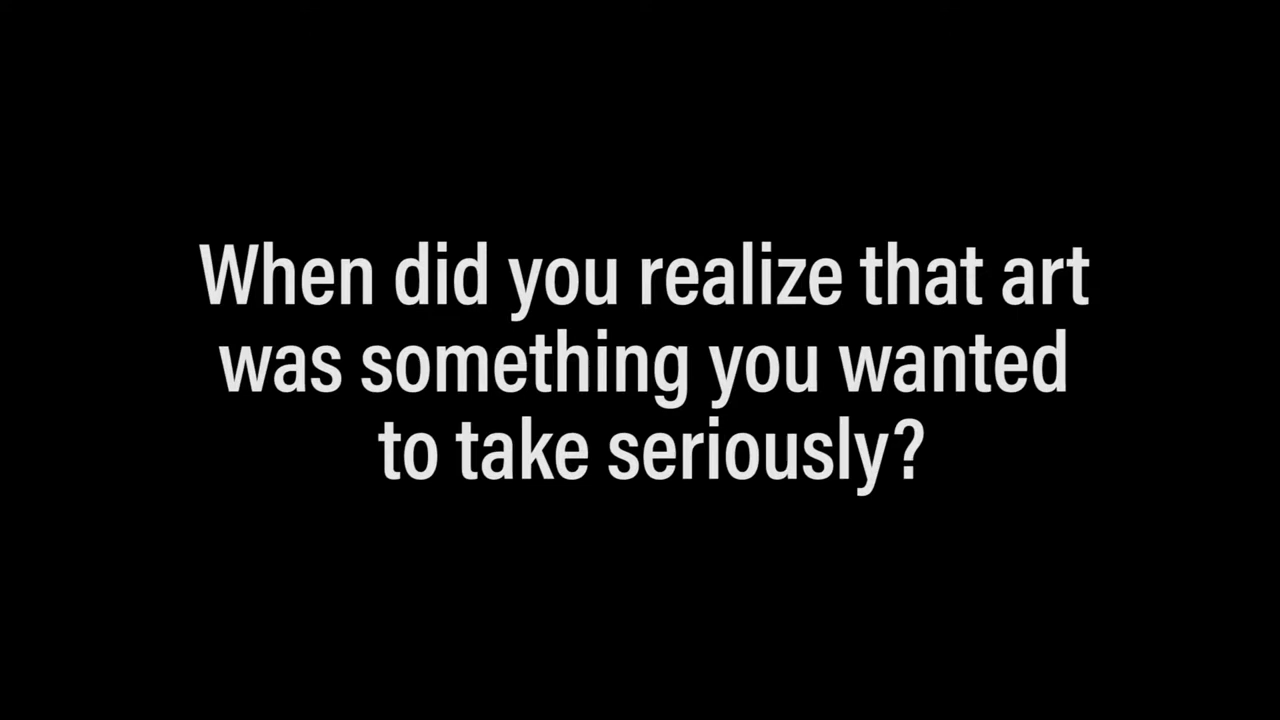 When did you realize that art
was something you wanted
to take seriously?